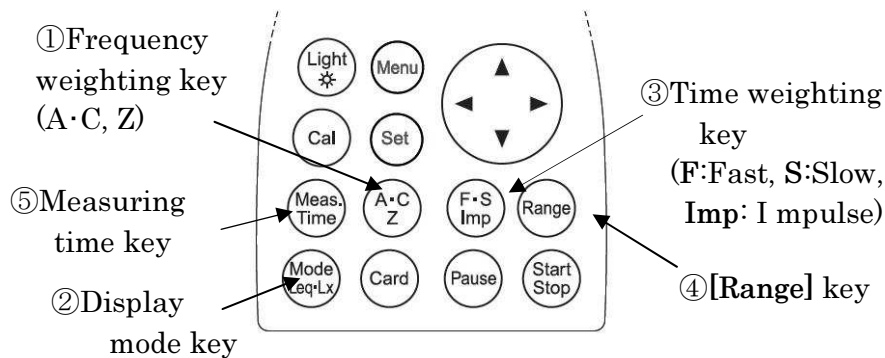 ①Frequency
weighting key
(A･C, Z)
⑤Measuring
time key
②Display
mode key
Light
Menu
Cal
Set
Meas.
Time
A･C
Z
F･S
Imp
Range
Mode
Leq･Lx
Card
Pause
Start
Stop
③Time weighting
key
(F:Fast, S:Slow,
Imp: I mpulse)
④[Range] key